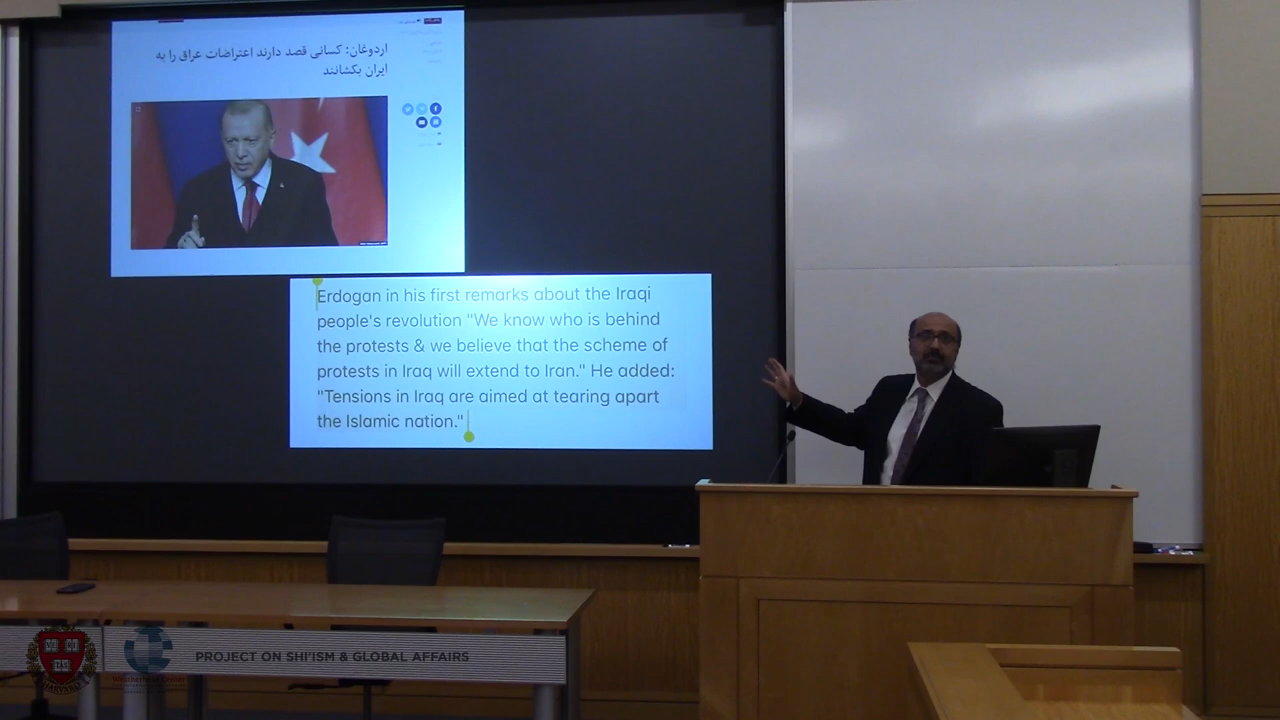 اردوغان: کسانی قصد دارند اعتراضات عراق را به
ایران بکشانند
Erdogan in his first remarks about the Iraqi
people's revolution "We know who is behind
the protests & we believe that the scheme of
protests in Iraq will extend to Iran." He added:
"Tensions in Iraq are aimed at tearing apart
the Islamic nation."
PROJECT ON SHI'ISM & GLOBAL AFFAIRS
HARVARD